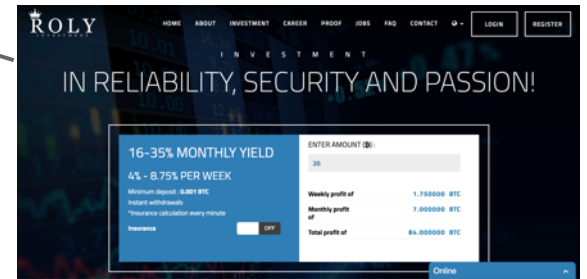 ROLY
INVESTMENT
HOME ABOUT INVESTMENT CAREER PROOF JOBS FAQ CONTACT LOGIN REGISTER
INVESTMENT
IN RELIABILITY, SECURITY AND PASSION!
16-35% MONTHLY YIELD
4% - 8.75% PER WEEK
Minimum deposit : 0.001 BTC
Instant withdrawals
*Insurance calculation every minute
Insurance OFF
ENTER AMOUNT (฿):
20
Weekly profit of 1.750000 BTC
Monthly profit of 7.000000 BTC
Total profit of 84.000000 BTC
Online